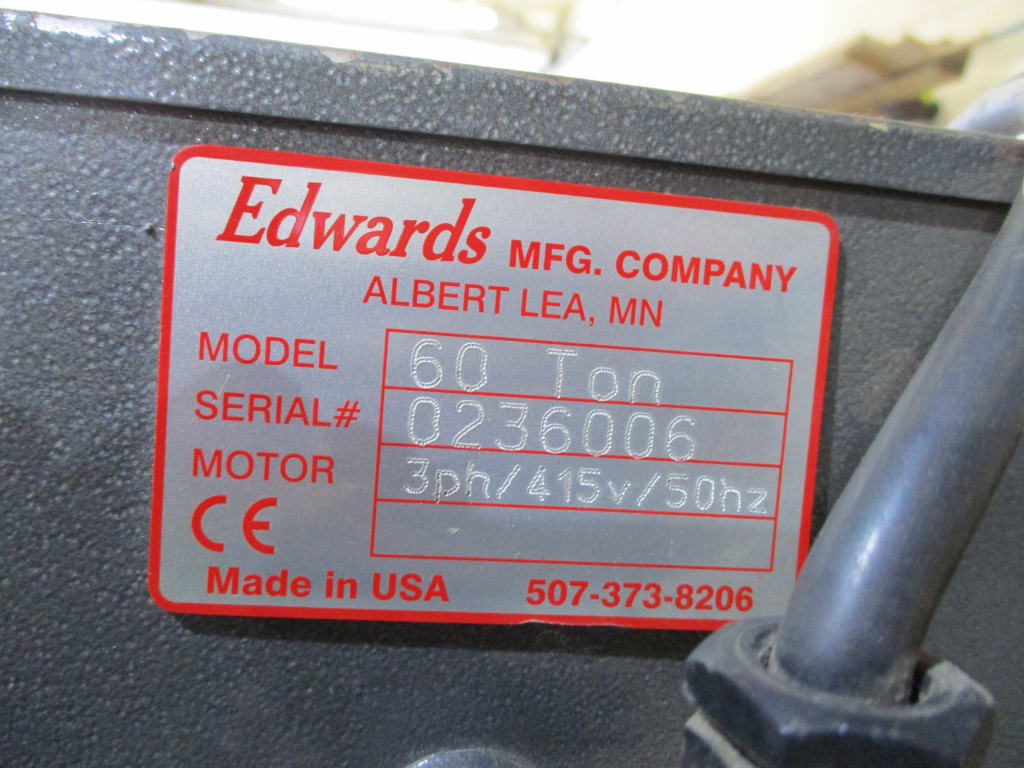 Edwards MFG. COMPANY
ALBERT LEA, MN
MODEL 60 Ton
SERIAL# 0236006
MOTOR 3ph/415v/50hz
CE
Made in USA 507-373-8206